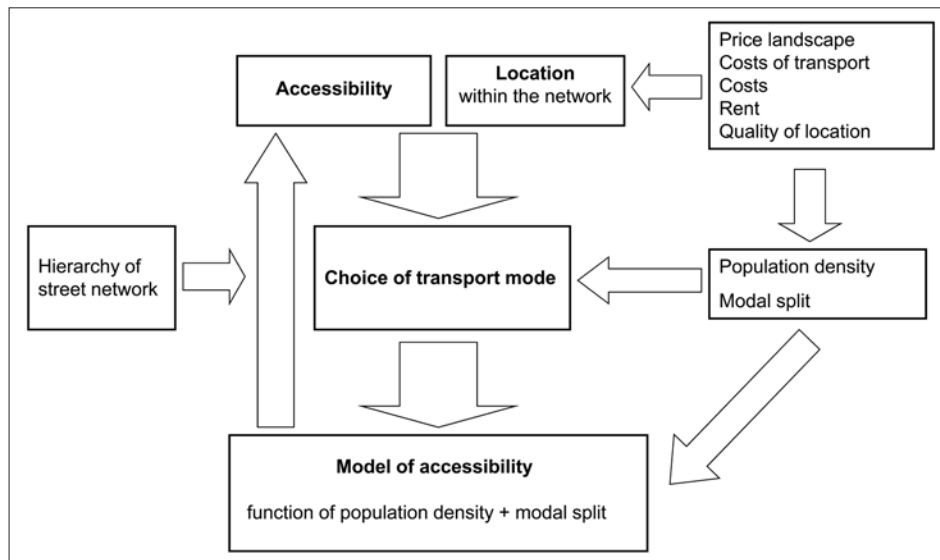 Accessibility
Location
within the network
Price landscape
Costs of transport
Costs
Rent
Quality of location
Hierarchy of
street network
Choice of transport mode
Population density
Modal split
Model of accessibility
function of population density + modal split